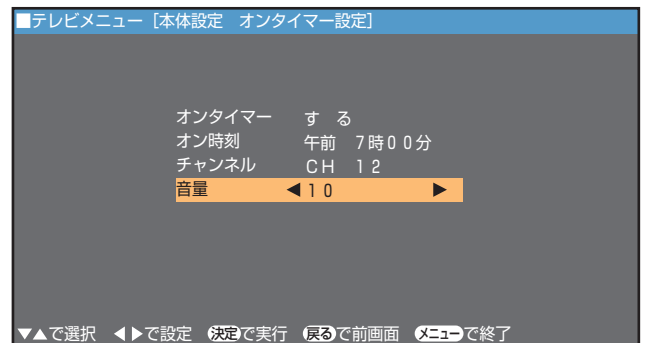 ■テレビメニュー [本体設定 オンタイマー設定]
オンタイマー す る
オン時刻 午前 7時00分
チャンネル CH 12
音量 ◀10 ▶
▼▲で選択 ◀▶で設定 決定で実行 戻るで前画面 メニューで終了